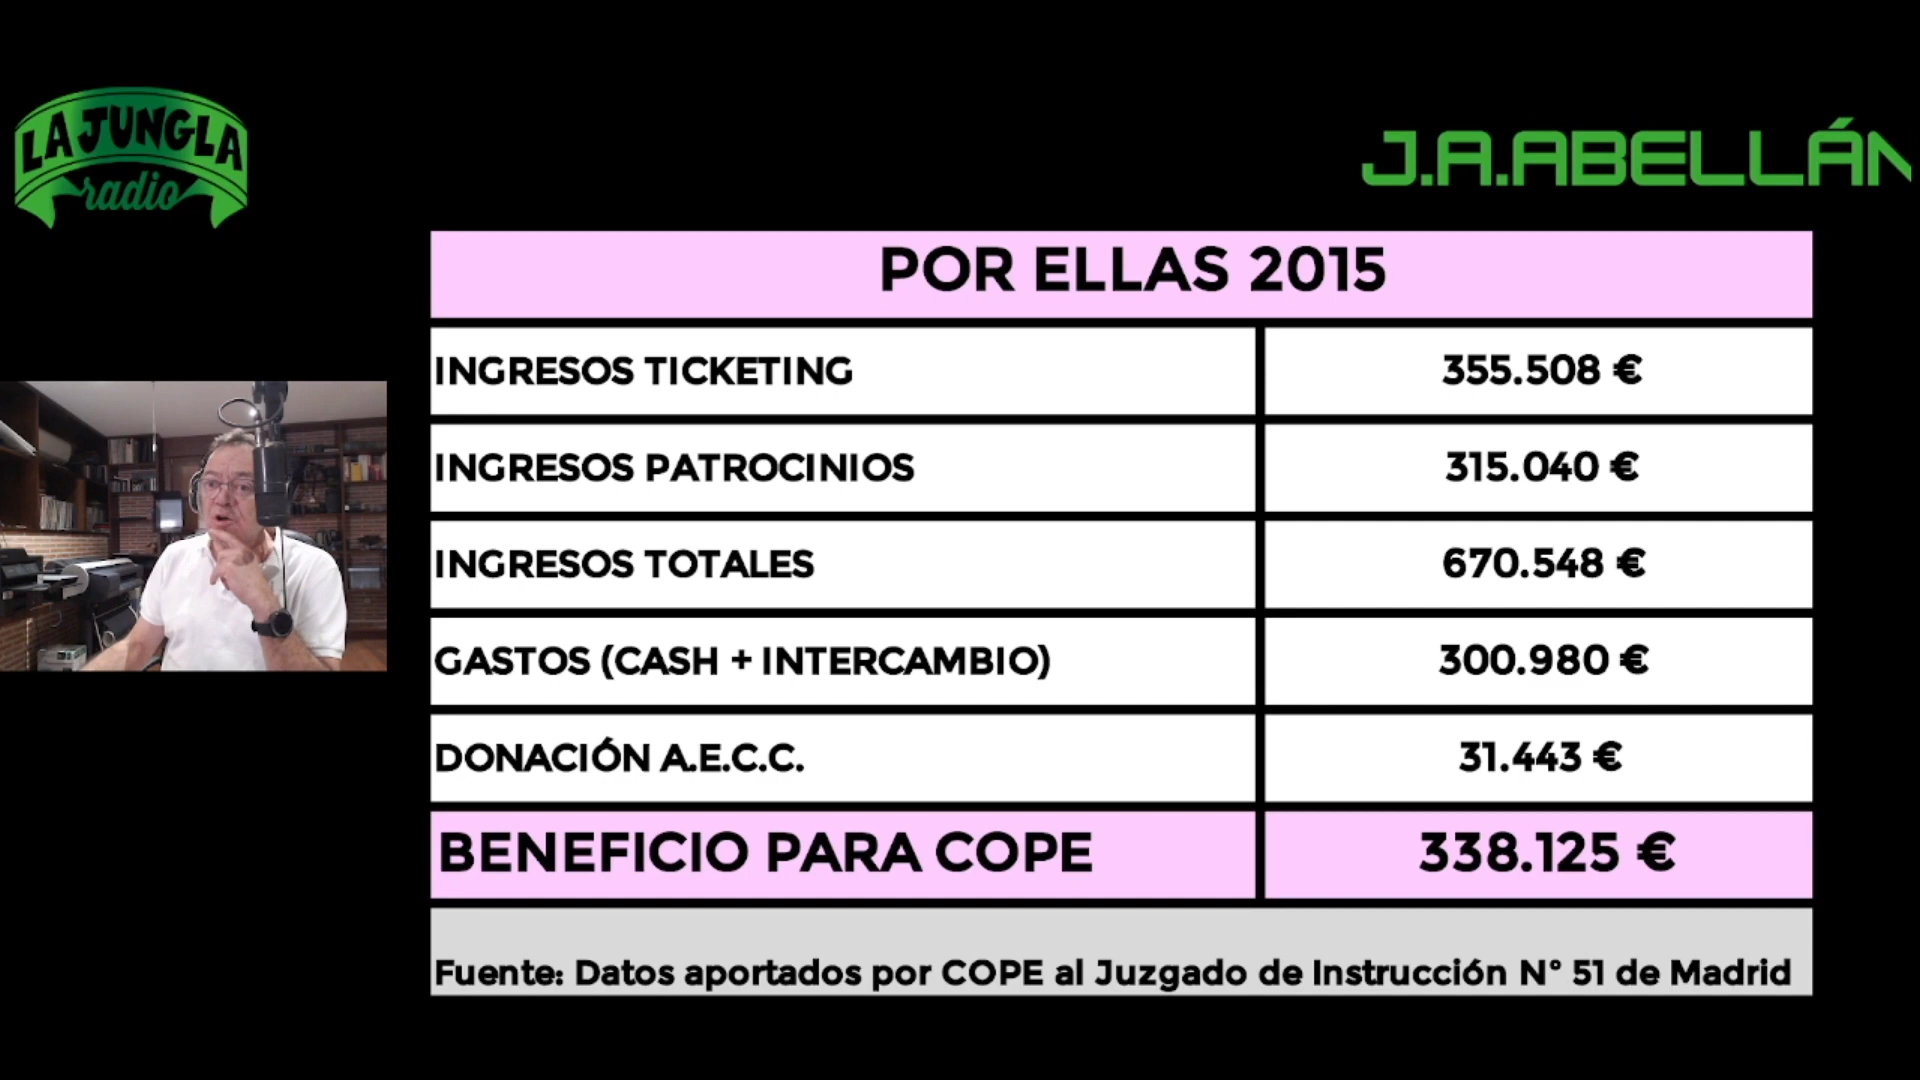 LA JUNGLA
radio
J.A.ABELLÁN
POR ELLAS 2015
INGRESOS TICKETING 355.508 €
INGRESOS PATROCINIOS 315.040 €
INGRESOS TOTALES 670.548 €
GASTOS (CASH + INTERCAMBIO) 300.980 €
DONACIÓN A.E.C.C. 31.443 €
BENEFICIO PARA COPE 338.125 €
Fuente: Datos aportados por COPE al Juzgado de Instrucción Nº 51 de Madrid